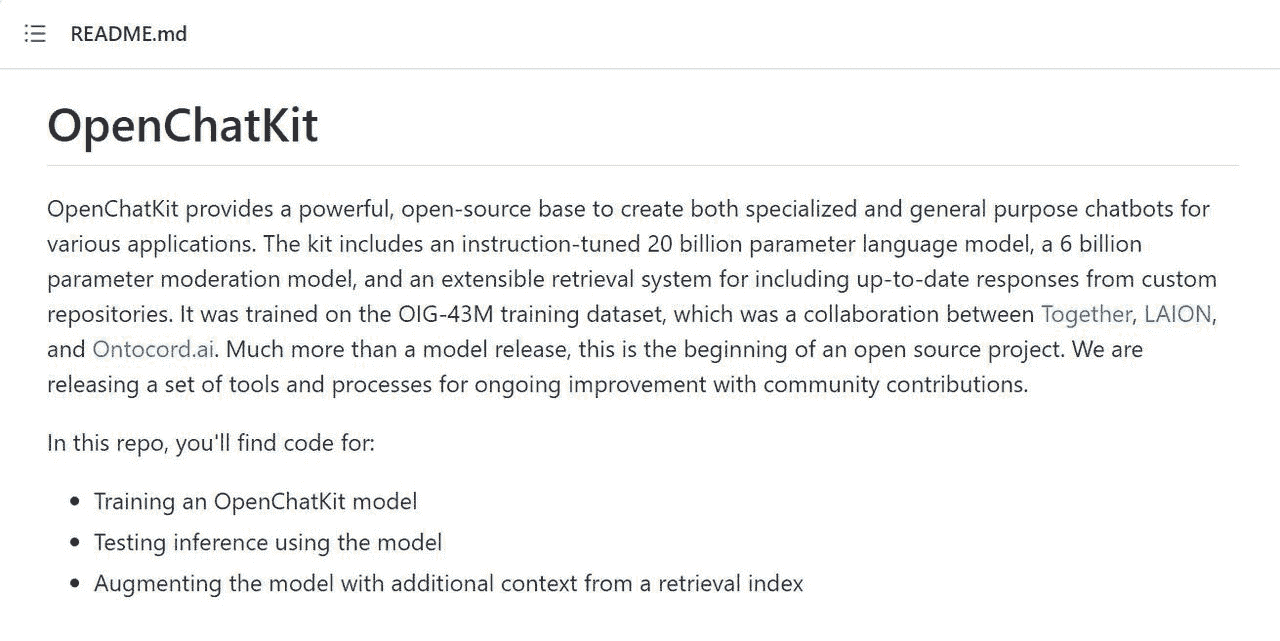 README.md
OpenChatKit
OpenChatKit provides a powerful, open-source base to create both specialized and general purpose chatbots for
various applications. The kit includes an instruction-tuned 20 billion parameter language model, a 6 billion
parameter moderation model, and an extensible retrieval system for including up-to-date responses from custom
repositories. It was trained on the OIG-43M training dataset, which was a collaboration between Together, LAION,
and Ontocord.ai. Much more than a model release, this is the beginning of an open source project. We are
releasing a set of tools and processes for ongoing improvement with community contributions.
In this repo, you'll find code for:
• Training an OpenChatKit model
• Testing inference using the model
• Augmenting the model with additional context from a retrieval index